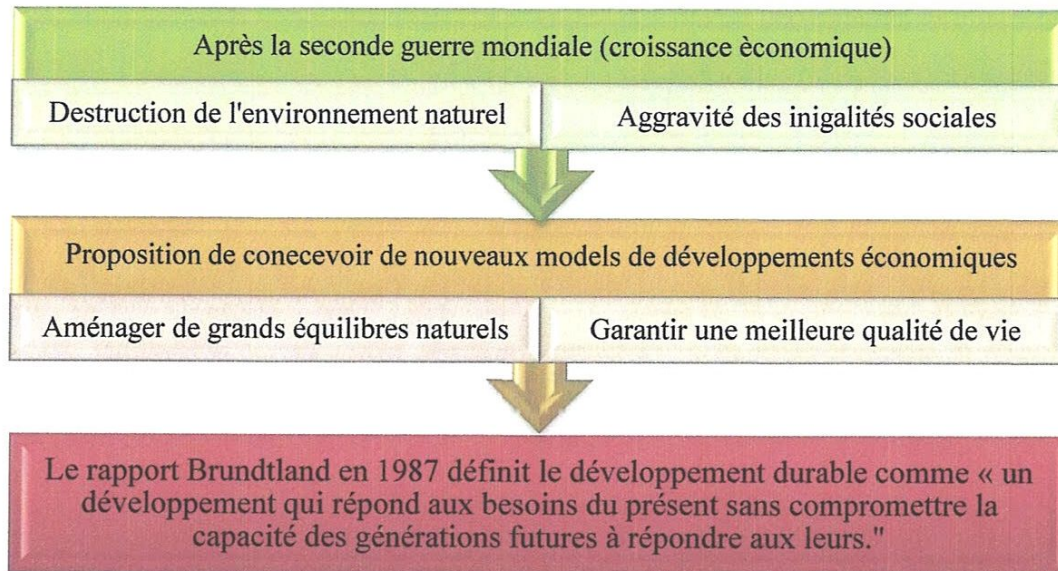 Après la seconde guerre mondiale (croissance èconomique)
Destruction de l'environnement naturel
Aggravité des inigalités sociales
Proposition de conecevoir de nouveaux models de développements économiques
Aménager de grands équilibres naturels
Garantir une meilleure qualité de vie
Le rapport Brundtland en 1987 définit le développement durable comme « un
développement qui répond aux besoins du présent sans compromettre la
capacité des générations futures à répondre aux leurs."